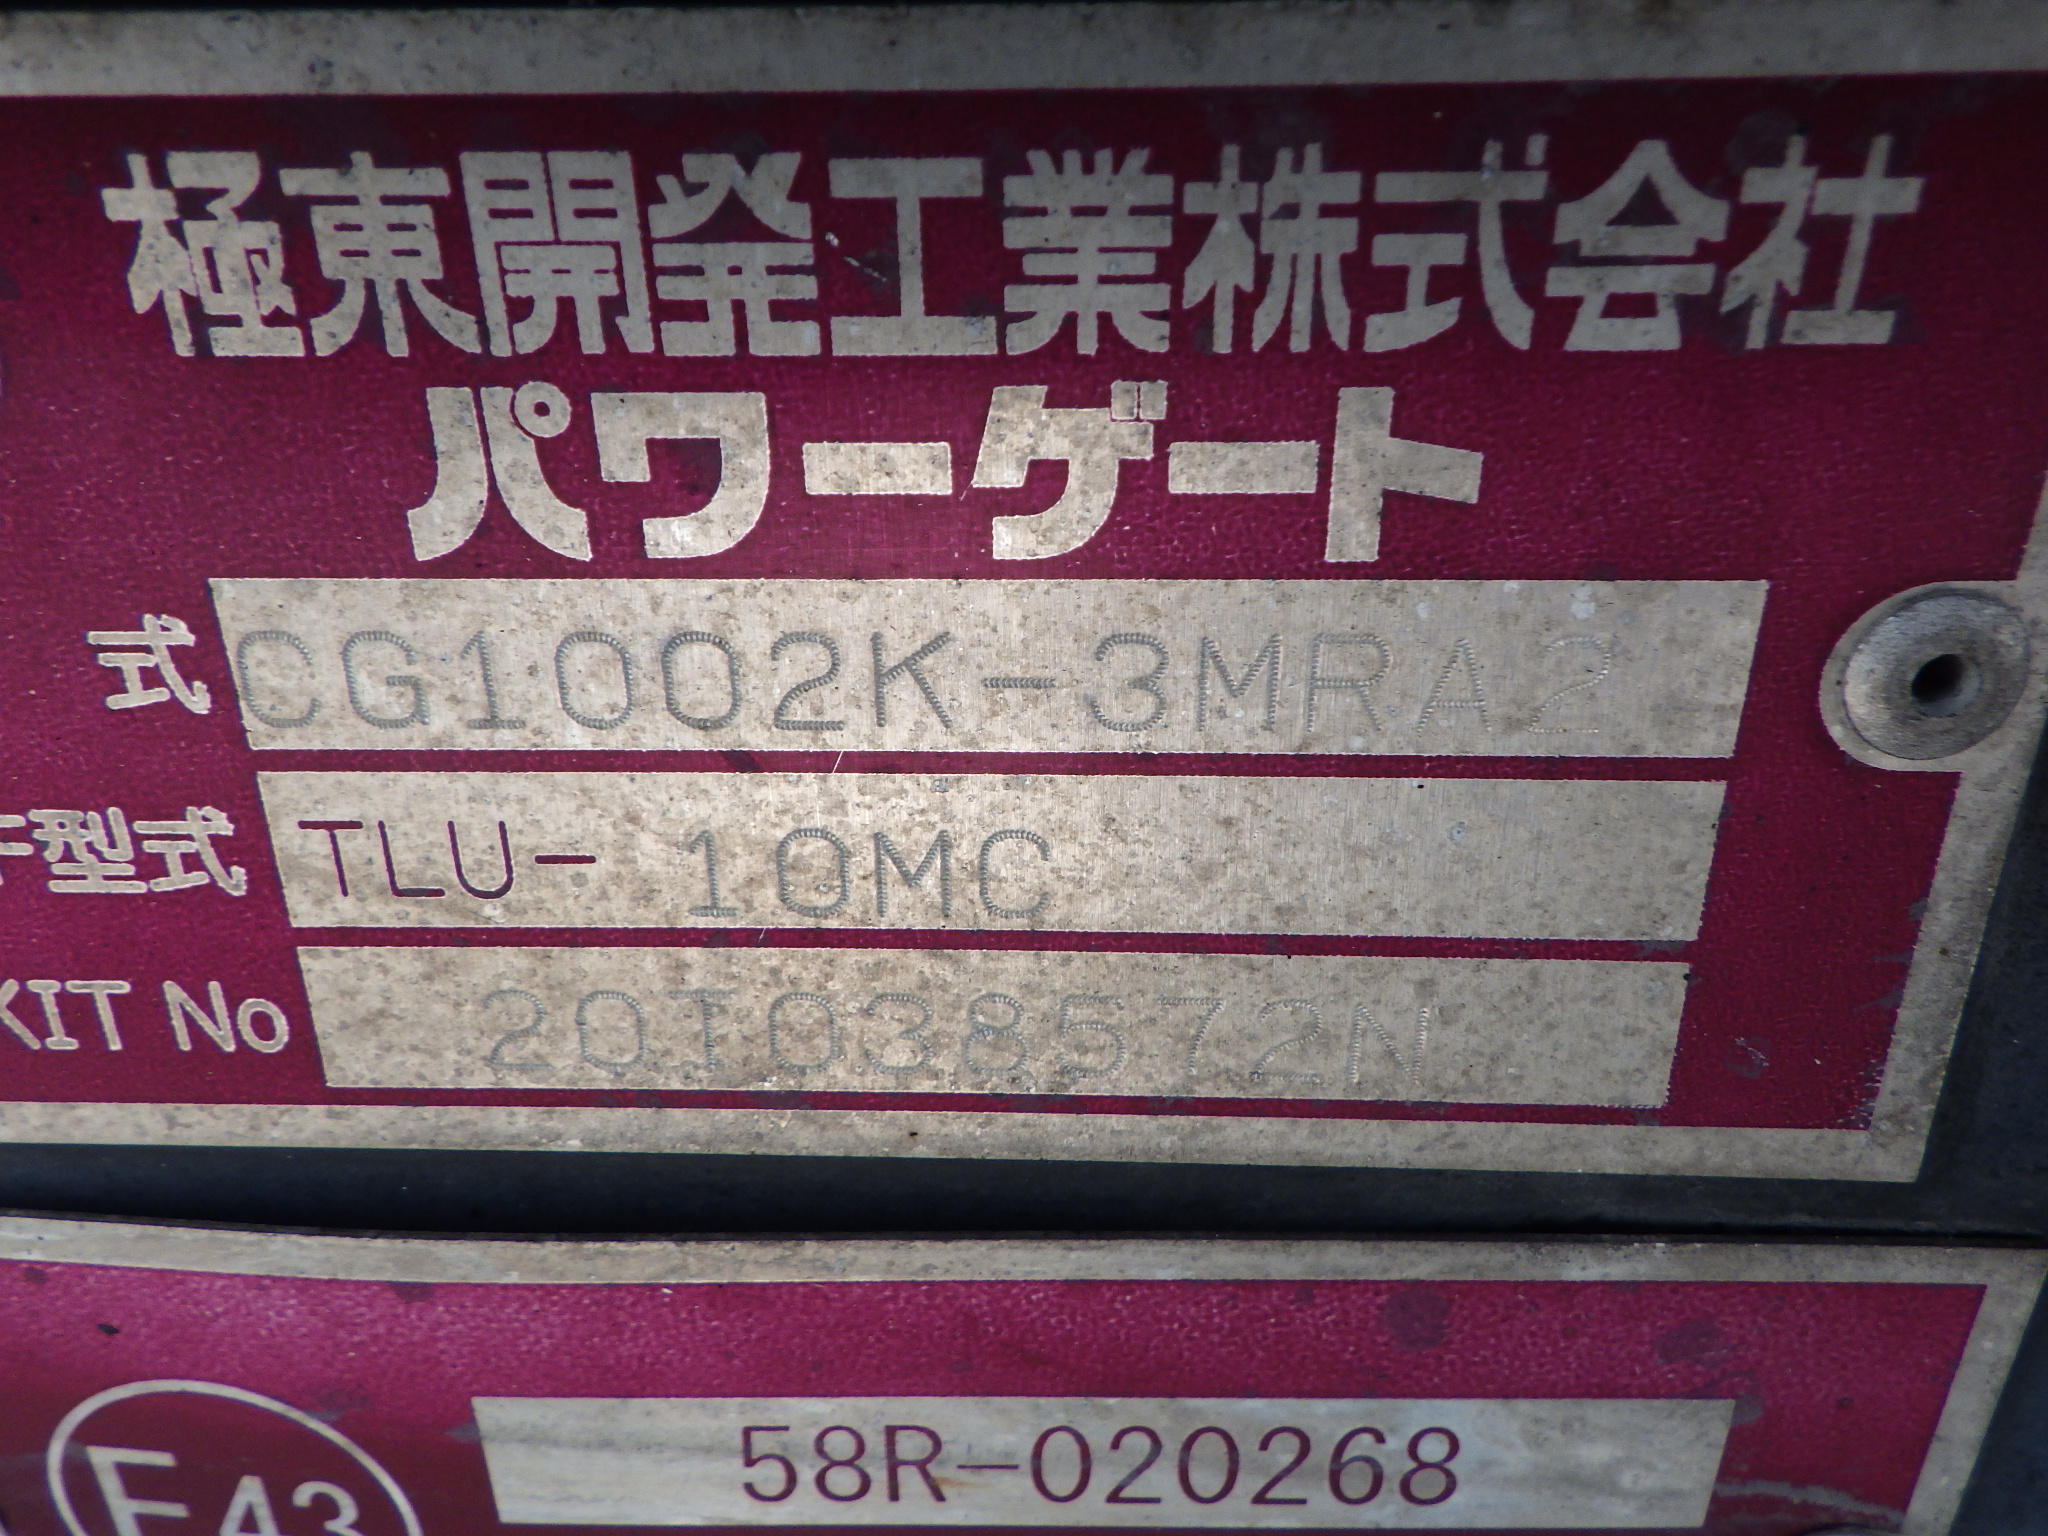 極東開発工業株式会社
パワーゲート
式 CG1002K-3MRA2
型式 TLU- 10MC
KIT No 20I038572N
58R-020268
E43